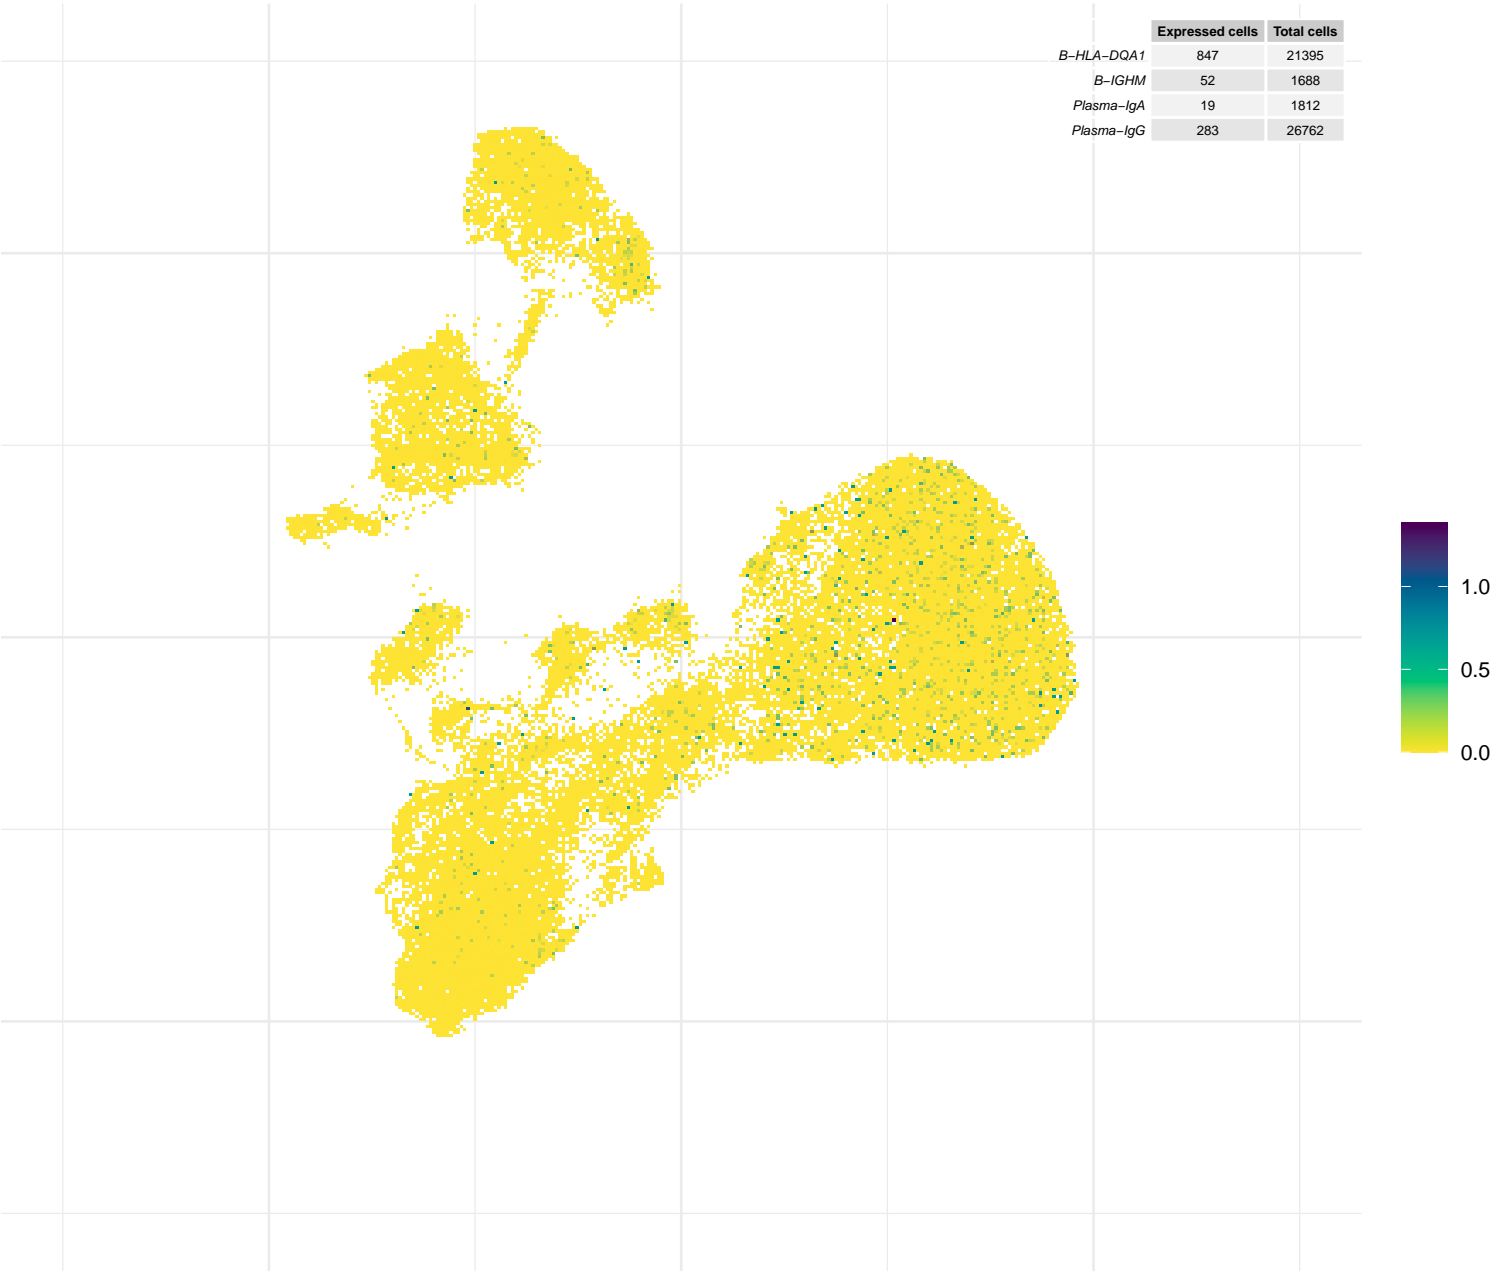 Expressed cells Total cells
B−HLA−DQA1 847 21395
B−IGHM 52 1688
Plasma−IgA 19 1812
Plasma−IgG 283 26762
1.0
0.5
0.0